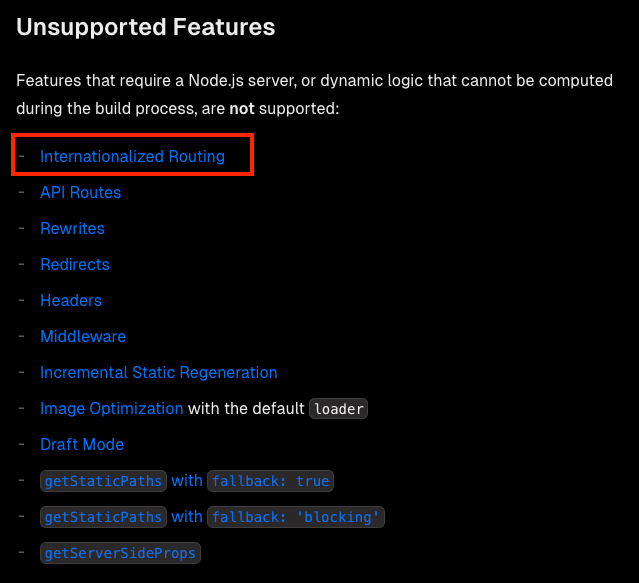 Unsupported Features
Features that require a Node.js server, or dynamic logic that cannot be computed
during the build process, are not supported:
- Internationalized Routing
- API Routes
- Rewrites
- Redirects
- Headers
- Middleware
- Incremental Static Regeneration
- Image Optimization with the default loader
- Draft Mode
- getStaticPaths with fallback: true
- getStaticPaths with fallback: 'blocking'
- getServerSideProps